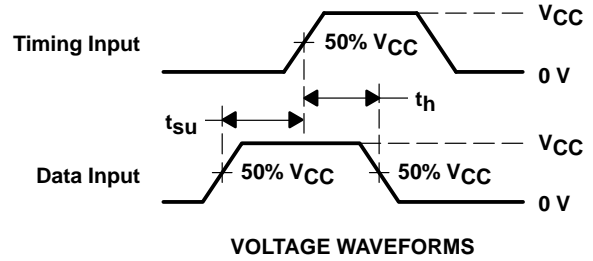 VCC
Timing Input
50% VCC
0 V
th
tsu
VCC
Data Input
50% VCC
50% VCC
0 V
VOLTAGE WAVEFORMS